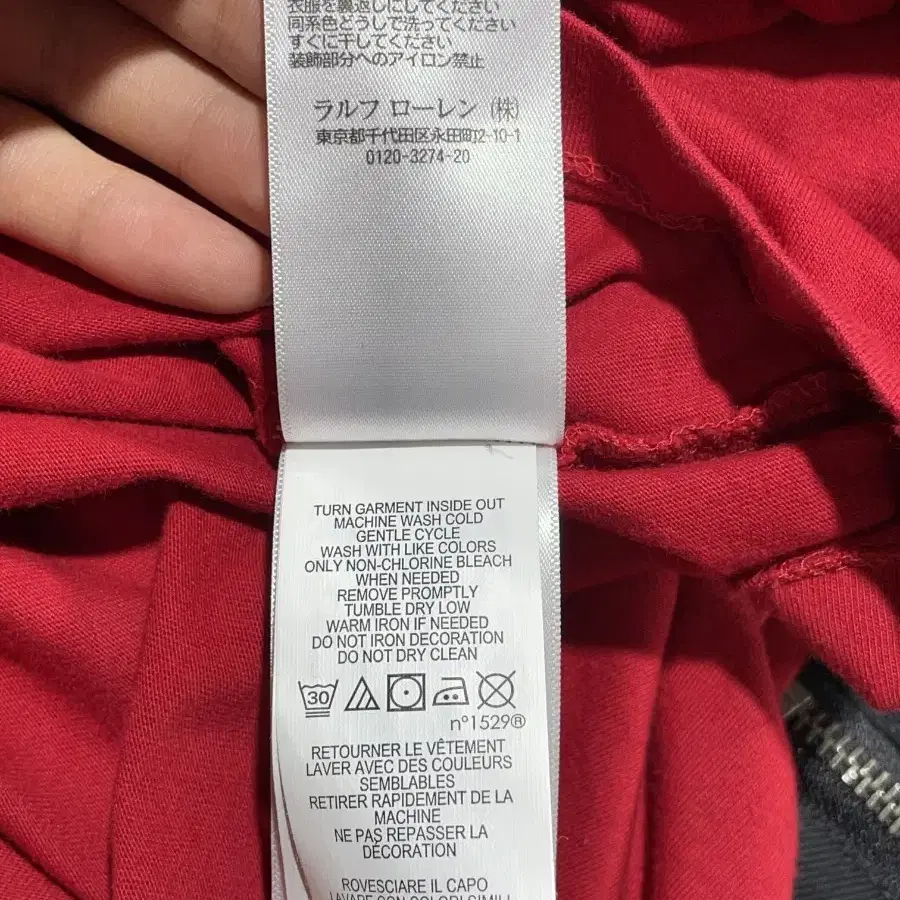 衣服を裏返しにしてください
同系色どうしで洗ってください
すぐに干してください
装飾部分へのアイロン禁止
ラルフ ローレン (株)
東京都千代田区永田町2-10-1
0120-3274-20
TURN GARMENT INSIDE OUT
MACHINE WASH COLD
GENTLE CYCLE
WASH WITH LIKE COLORS
ONLY NON-CHLORINE BLEACH
WHEN NEEDED
REMOVE PROMPTLY
TUMBLE DRY LOW
WARM IRON IF NEEDED
DO NOT IRON DECORATION
DO NOT DRY CLEAN
30
n°1529®
RETOURNER LE VÊTEMENT
LAVER AVEC DES COULEURS
SEMBLABLES
RETIRER RAPIDEMENT DE LA
MACHINE
NE PAS REPASSER LA
DÉCORATION
ROVESCIARE IL CAPO
LAVARE CON COLORI SIMILI